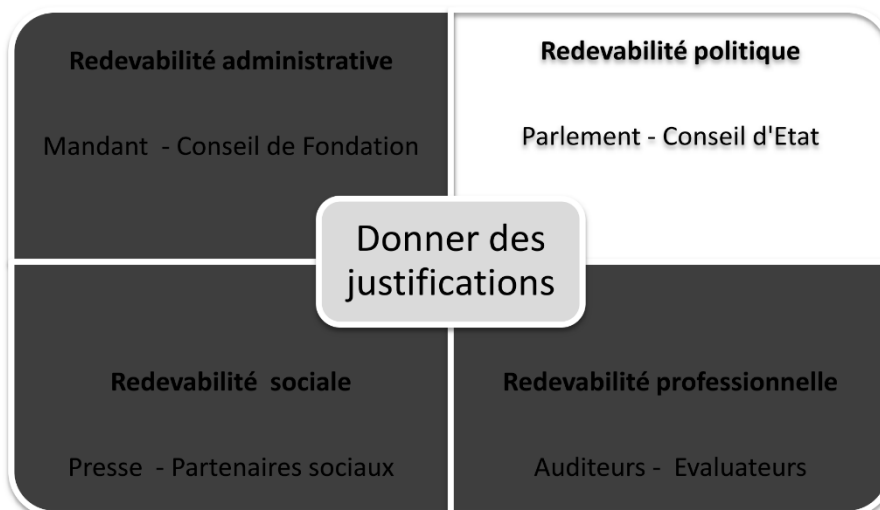 Redevabilité administrative
Mandant - Conseil de Fondation
Redevabilité politique
Parlement - Conseil d'Etat
Donner des
justifications
Redevabilité sociale
Presse - Partenaires sociaux
Redevabilité professionnelle
Auditeurs - Evaluateurs